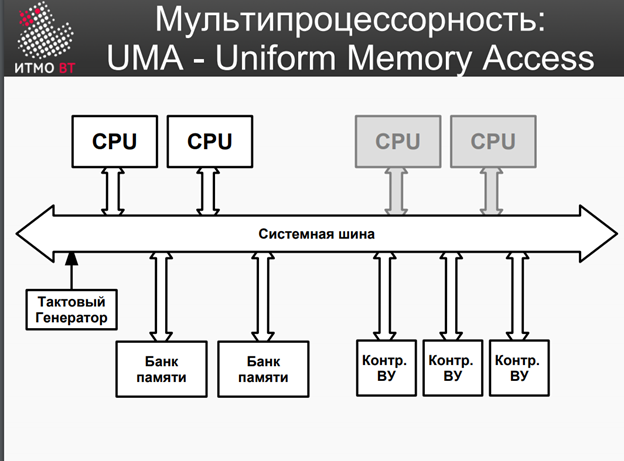 Мультипроцессорность:
UMA - Uniform Memory Access
ИТМО ВТ
CPU
CPU
CPU
CPU
Системная шина
Тактовый
Генератор
Банк
памяти
Банк
памяти
Контр.
ВУ
Контр.
ВУ
Контр.
ВУ